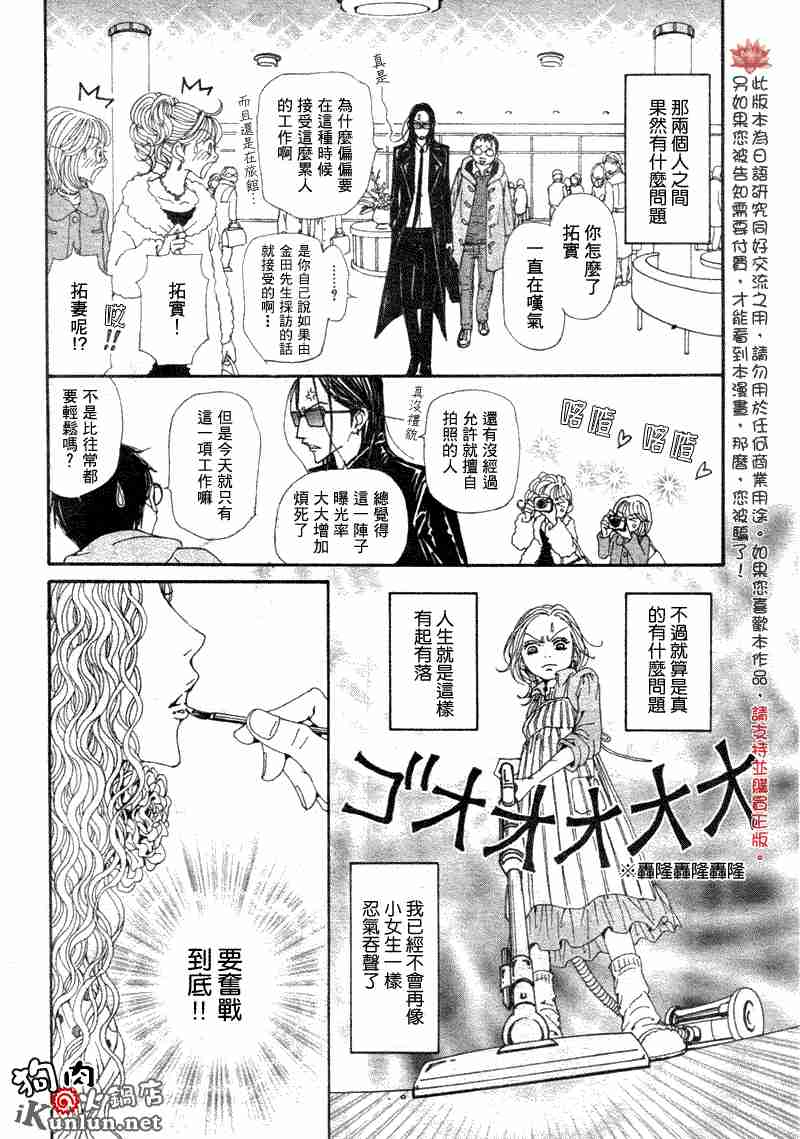 那兩個人之間
果然有什麼問題
你怎麼了
拓實
一直在嘆氣
真是
為什麼偏偏要
在這種時候
接受這麼累人
的工作啊
而且還是在旅館…
是你自己說如果由
金田先生採訪的話
就接受的啊…
拓實！
哎!!
拓妻呢!?
喀喳
喀喳
還有沒經過
允許就擅自
拍照的人
真沒禮貌
總覺得
這一陣子
曝光率
大大增加
煩死了
但是今天就只有
這一項工作嘛
不是比往常都
要輕鬆嗎？
不過就算是真
的有什麼問題
人生就是這樣
有起有落
ゴオオオオオ
※轟隆轟隆轟隆
我已經不會再像
小女生一樣
忍氣吞聲了
要奮戰
到底!!
此版本為日語研究同好交流之用，請勿用於任何商業用途。如果您喜歡本作品，請支持並購買正版。
另如果您被告知需要付費，才能看到本漫畫，那麼，您被騙了！
狗肉
火鍋店
iKunlun.net